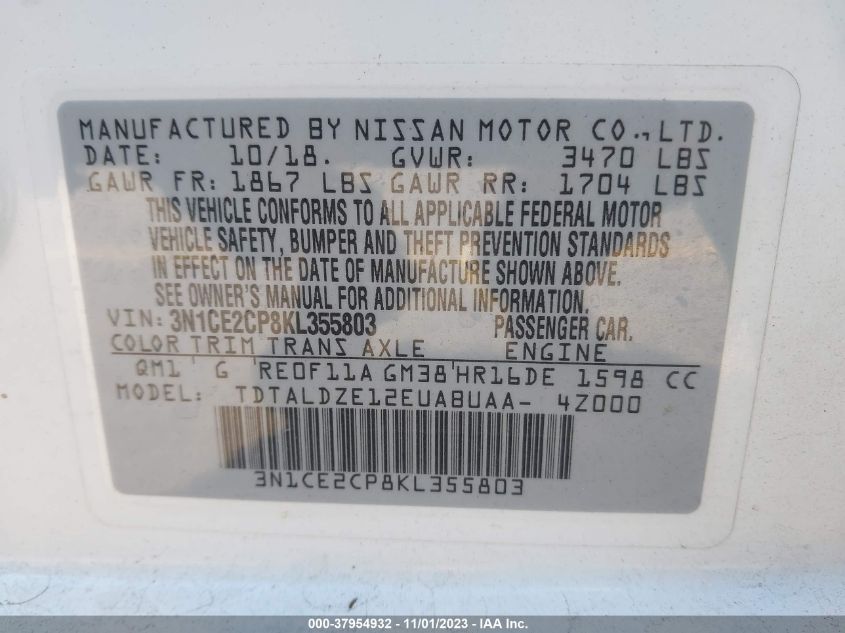 MANUFACTURED BY NISSAN MOTOR CO., LTD.
DATE: 10/18. GVWR: 3470 LBS
GAWR FR: 1867 LBS GAWR RR: 1704 LBS
THIS VEHICLE CONFORMS TO ALL APPLICABLE FEDERAL MOTOR
VEHICLE SAFETY, BUMPER AND THEFT PREVENTION STANDARDS
IN EFFECT ON THE DATE OF MANUFACTURE SHOWN ABOVE.
SEE OWNER'S MANUAL FOR ADDITIONAL INFORMATION.
VIN: 3N1CE2CP8KL355803 PASSENGER CAR.
COLOR TRIM TRANS AXLE ENGINE
QM1 G RE0F11A GM38 HR16DE 1598 CC
MODEL: TDTALDZE12EUABUAA- 4Z000
3N1CE2CP8KL355803
000-37954932 - 11/01/2023 - IAA Inc.